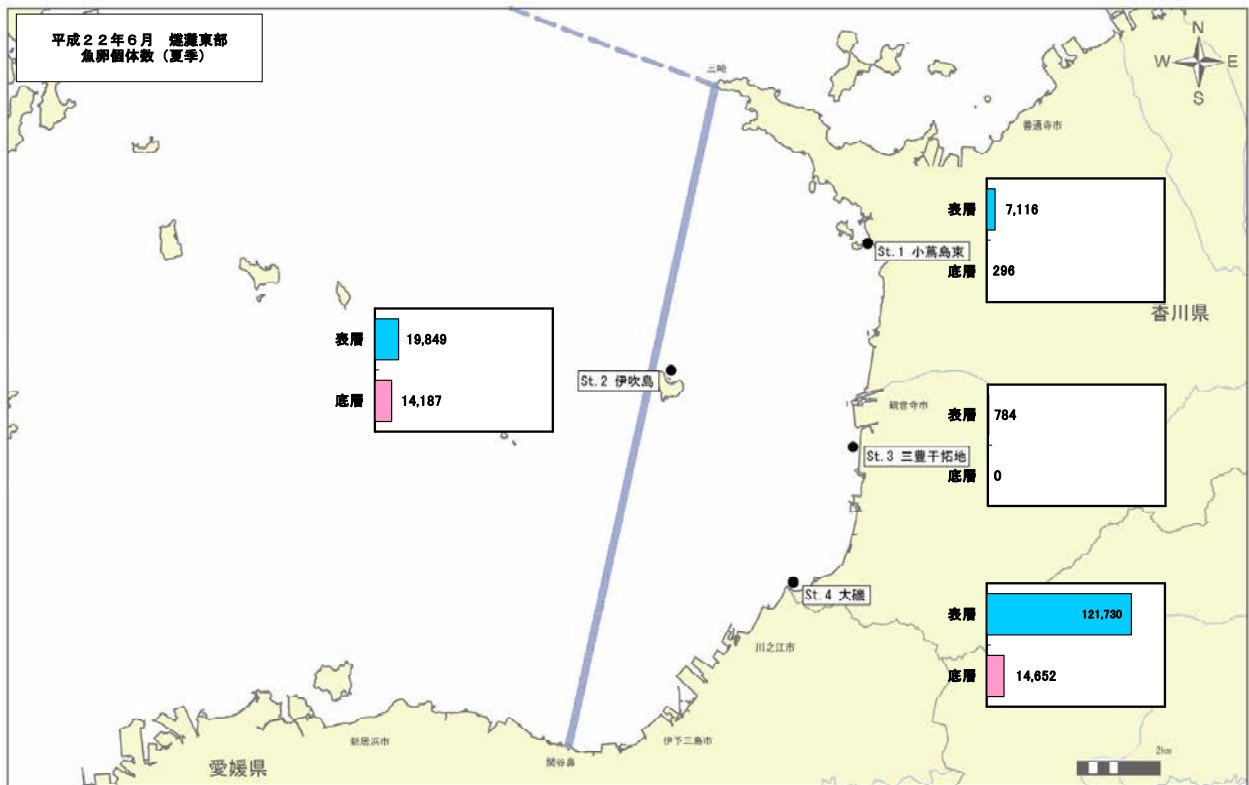 平成２２年６月　燧灘東部
魚卵個体数（夏季）
三崎
N
W E
S
善通寺市
表層 7,116
底層 296
St.1 小蔦島東
香川県
表層 19,849
底層 14,187
St.2 伊吹島
観音寺市
表層 784
底層 0
St.3 三豊干拓地
St.4 大磯
表層 121,730
底層 14,652
川之江市
伊予三島市
新居浜市
関谷鼻
愛媛県
2km